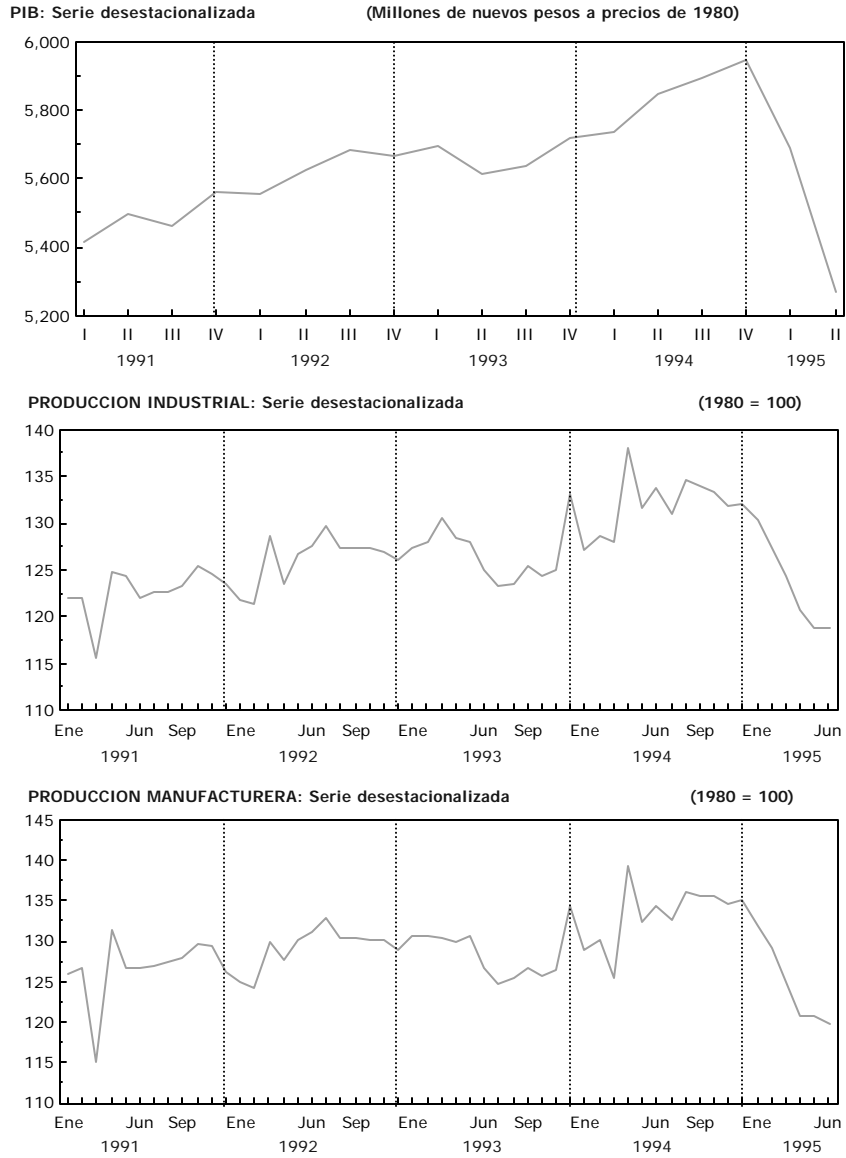 PIB: Serie desestacionalizada (Millones de nuevos pesos a precios de 1980)
6,000
5,800
5,600
5,400
5,200
I II III IV I II III IV I II III IV I II III IV I II
1991 1992 1993 1994 1995
PRODUCCION INDUSTRIAL: Serie desestacionalizada (1980 = 100)
140
135
130
125
120
115
110
Ene Jun Sep Ene Jun Sep Ene Jun Sep Ene Jun Sep Ene Jun
1991 1992 1993 1994 1995
PRODUCCION MANUFACTURERA: Serie desestacionalizada (1980 = 100)
145
140
135
130
125
120
115
110
Ene Jun Sep Ene Jun Sep Ene Jun Sep Ene Jun Sep Ene Jun
1991 1992 1993 1994 1995